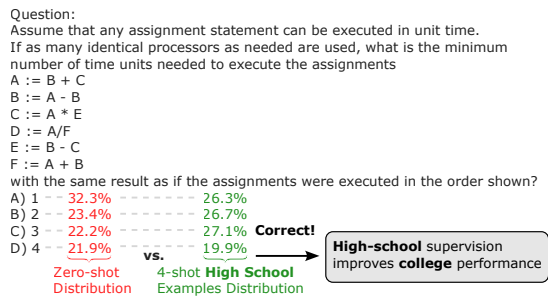 Question:
Assume that any assignment statement can be executed in unit time.
If as many identical processors as needed are used, what is the minimum
number of time units needed to execute the assignments
A := B + C
B := A - B
C := A * E
D := A/F
E := B - C
F := A + B
with the same result as if the assignments were executed in the order shown?
A) 1 32.3% 26.3%
B) 2 23.4% 26.7%
C) 3 22.2% 27.1% Correct!
D) 4 21.9% vs. 19.9%
Zero-shot Distribution
4-shot High School Examples Distribution
High-school supervision
improves college performance